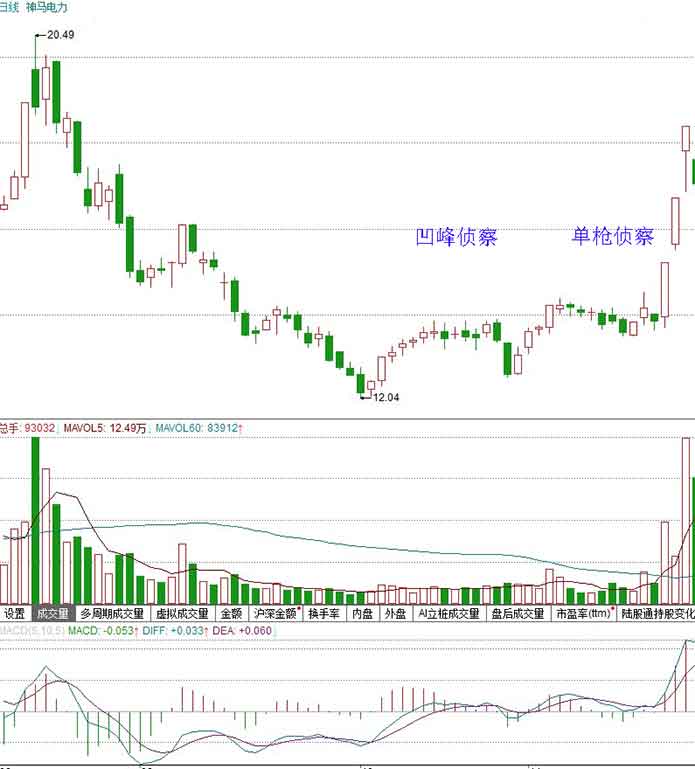 日线 神马电力
20.49
凹峰侦察 单枪侦察
12.04
总手: 93032↓ MAVOL5: 12.49万↓ MAVOL60: 83912↑
设置 成交量 多周期成交量 虚拟成交量 金额 沪深金额 换手率 内盘 外盘 AI立桩成交量 盘后成交量 市盈率(ttm) 陆股通持股变化
MACD(5,10,5) MACD: -0.053↑ DIFF: +0.033↑ DEA: +0.060↓